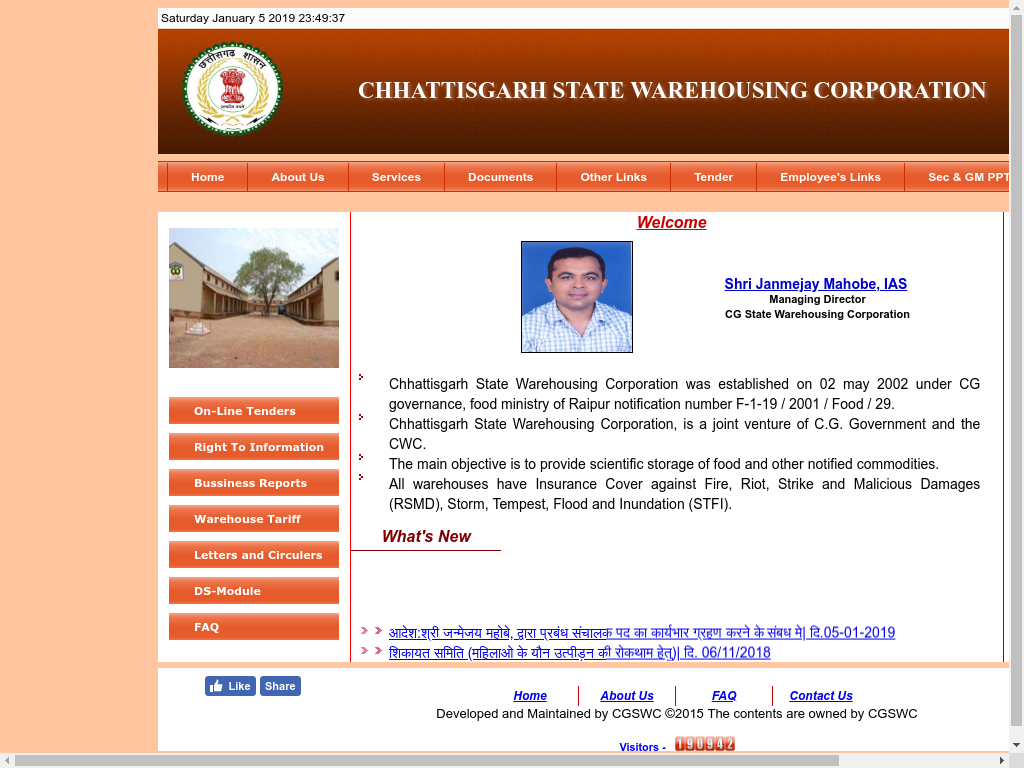 Saturday January 5 2019 23:49:37
छत्तीसगढ़ शासन
CHHATTISGARH STATE WAREHOUSING CORPORATION
Home About Us Services Documents Other Links Tender Employee's Links Sec & GM PPT
Welcome
Shri Janmejay Mahobe, IAS
Managing Director
CG State Warehousing Corporation
Chhattisgarh State Warehousing Corporation was established on 02 may 2002 under CG
governance, food ministry of Raipur notification number F-1-19 / 2001 / Food / 29.
Chhattisgarh State Warehousing Corporation, is a joint venture of C.G. Government and the
CWC.
The main objective is to provide scientific storage of food and other notified commodities.
All warehouses have Insurance Cover against Fire, Riot, Strike and Malicious Damages
(RSMD), Storm, Tempest, Flood and Inundation (STFI).
On-Line Tenders
Right To Information
Bussiness Reports
Warehouse Tariff
Letters and Circulers
DS-Module
FAQ
What's New
आदेश:श्री जन्मेजय महोबे, द्वारा प्रबंध संचालक पद का कार्यभार ग्रहण करने के संबध मे| दि.05-01-2019
शिकायत समिति (महिलाओ के यौन उत्पीड़न की रोकथाम हेतु)| दि. 06/11/2018
Like Share
Home About Us FAQ Contact Us
Developed and Maintained by CGSWC ©2015 The contents are owned by CGSWC
Visitors - 190942